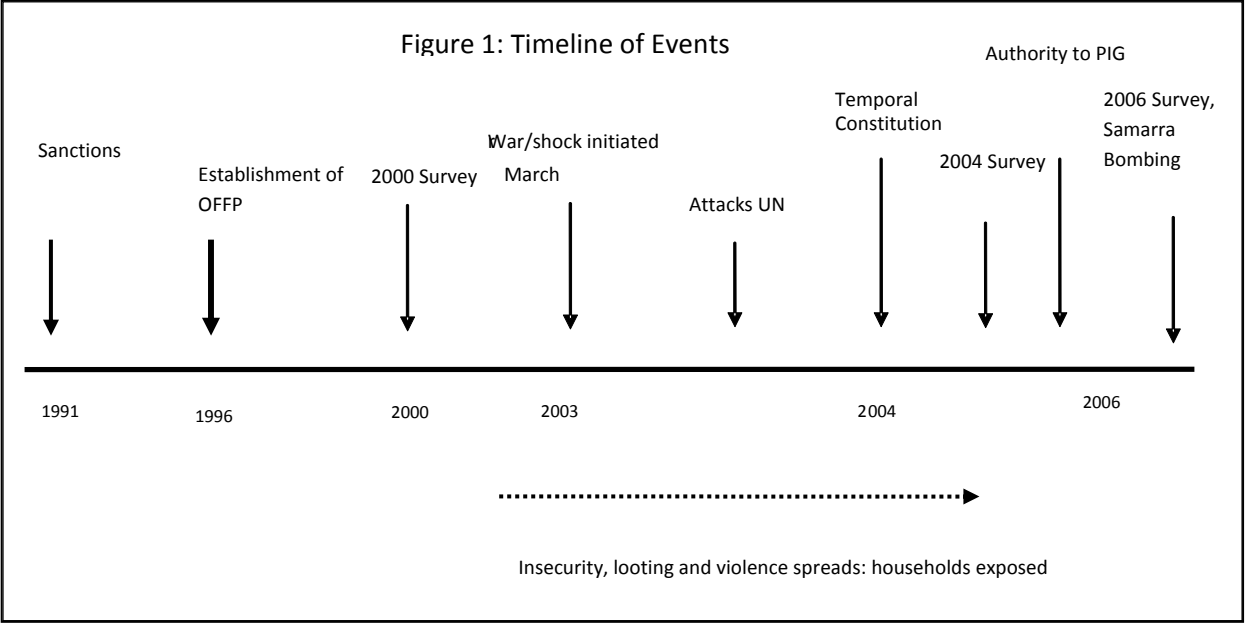 Figure 1: Timeline of Events
Authority to PIG
Temporal
Constitution
2006 Survey,
Samarra
Bombing
War/shock initiated
March
Sanctions
Establishment of
OFFP
2000 Survey
2004 Survey
Attacks UN
1991
1996
2000
2003
2004
2006
Insecurity, looting and violence spreads: households exposed